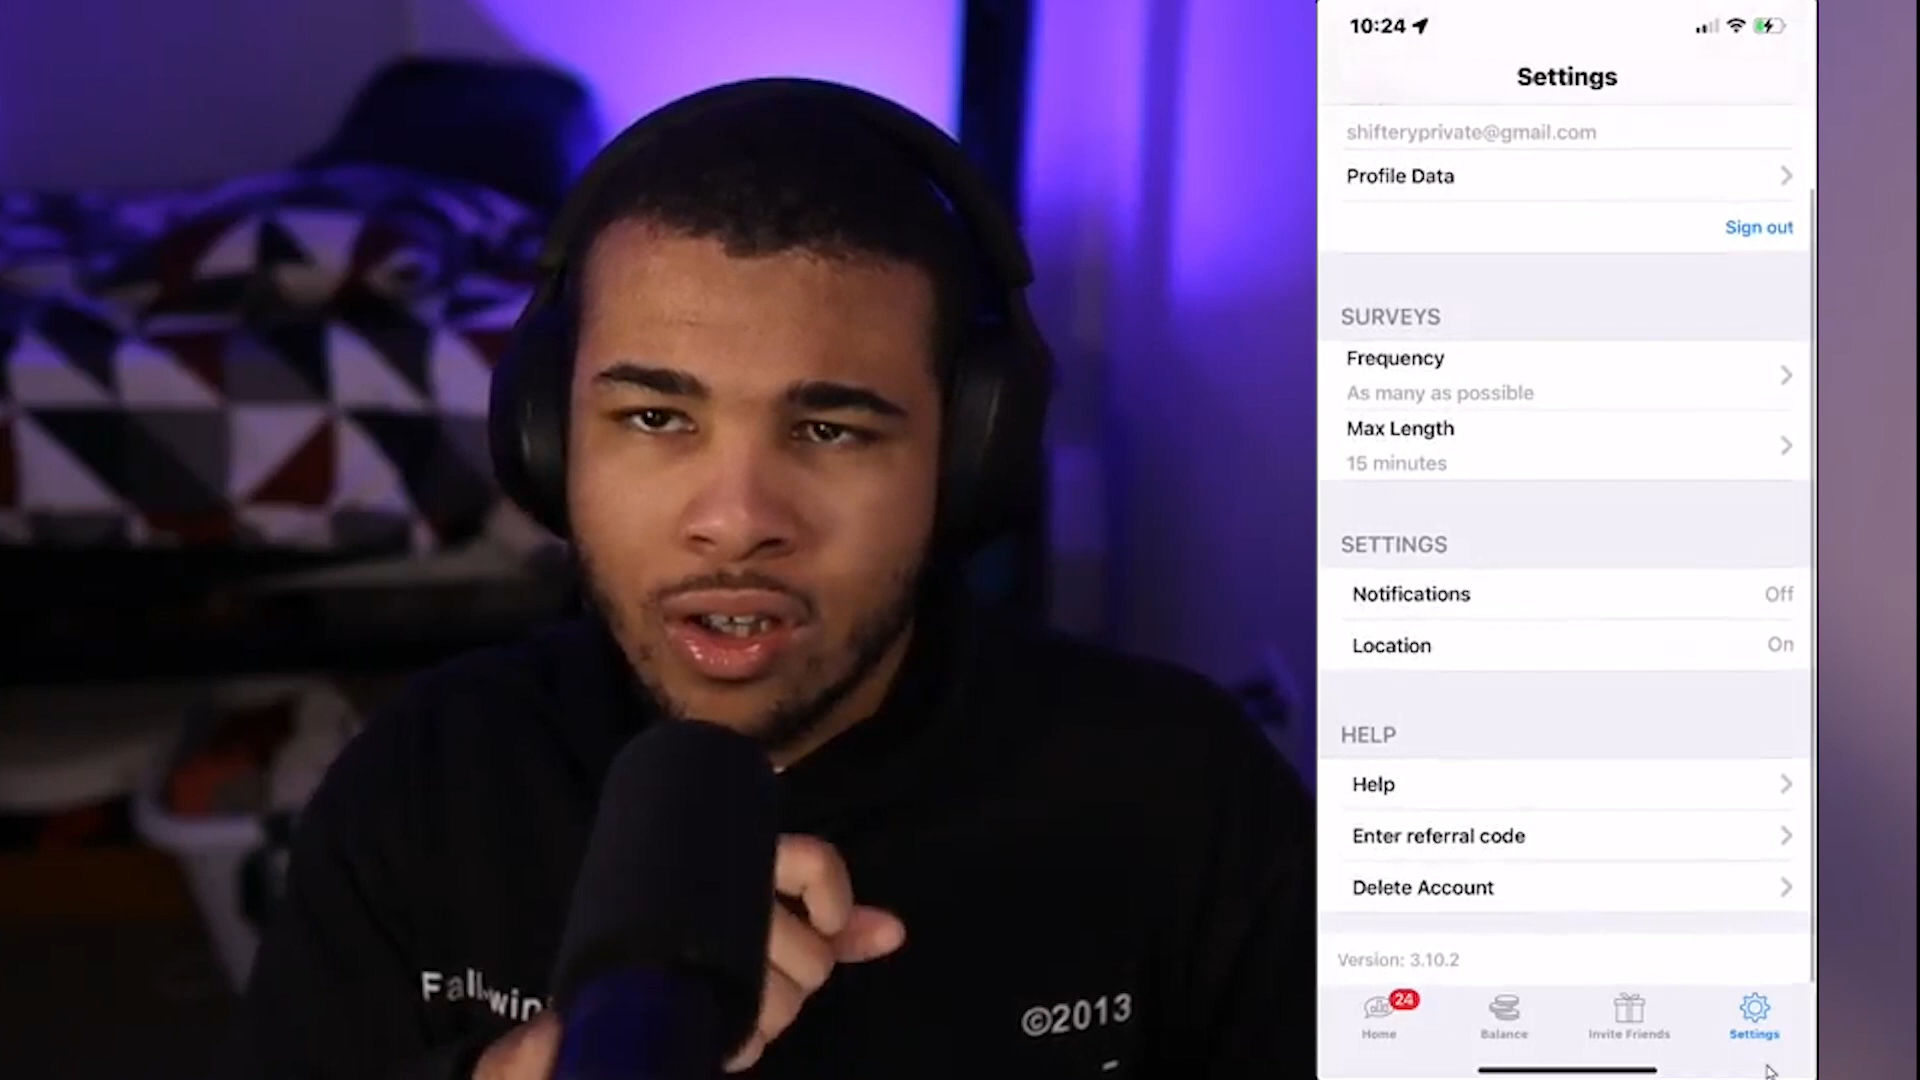 10:24
Settings
shifteryprivate@gmail.com
Profile Data
Sign out
SURVEYS
Frequency
As many as possible
Max Length
15 minutes
SETTINGS
Notifications
Off
Location
On
HELP
Help
Enter referral code
Delete Account
Version: 3.10.2
24
Home
Balance
Invite Friends
Settings
©2013